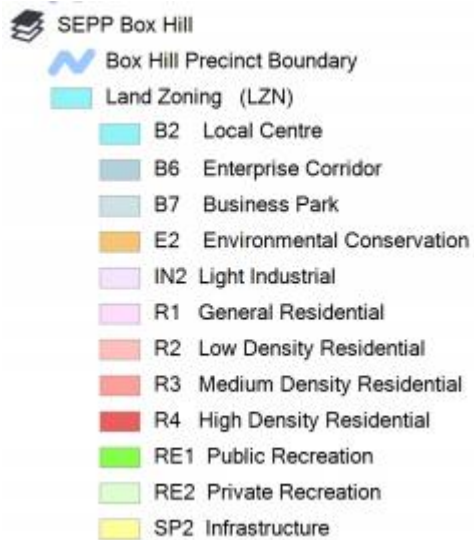 SEPP Box Hill
Box Hill Precinct Boundary
Land Zoning (LZN)
B2 Local Centre
B6 Enterprise Corridor
B7 Business Park
E2 Environmental Conservation
IN2 Light Industrial
R1 General Residential
R2 Low Density Residential
R3 Medium Density Residential
R4 High Density Residential
RE1 Public Recreation
RE2 Private Recreation
SP2 Infrastructure